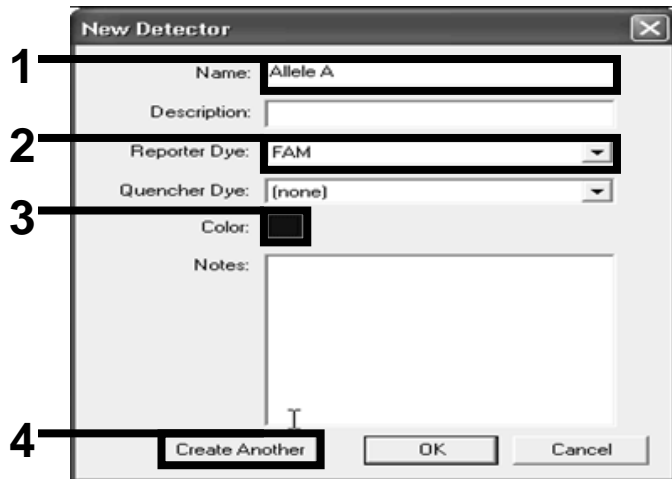 New Detector
1 Name: Allele A
Description:
2 Reporter Dye: FAM
Quencher Dye: (none)
3 Color:
Notes:
4 Create Another OK Cancel